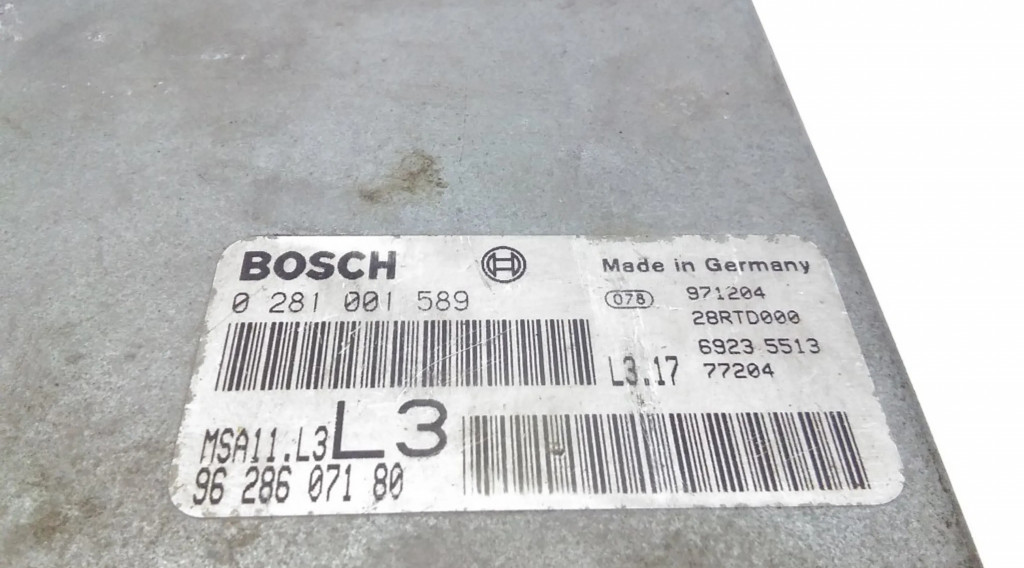 BOSCH
Made in Germany
0 281 001 589
078 971204
28RTD000
6923 5513
L3.17 77204
MSA11.L3 L3
96 286 071 80